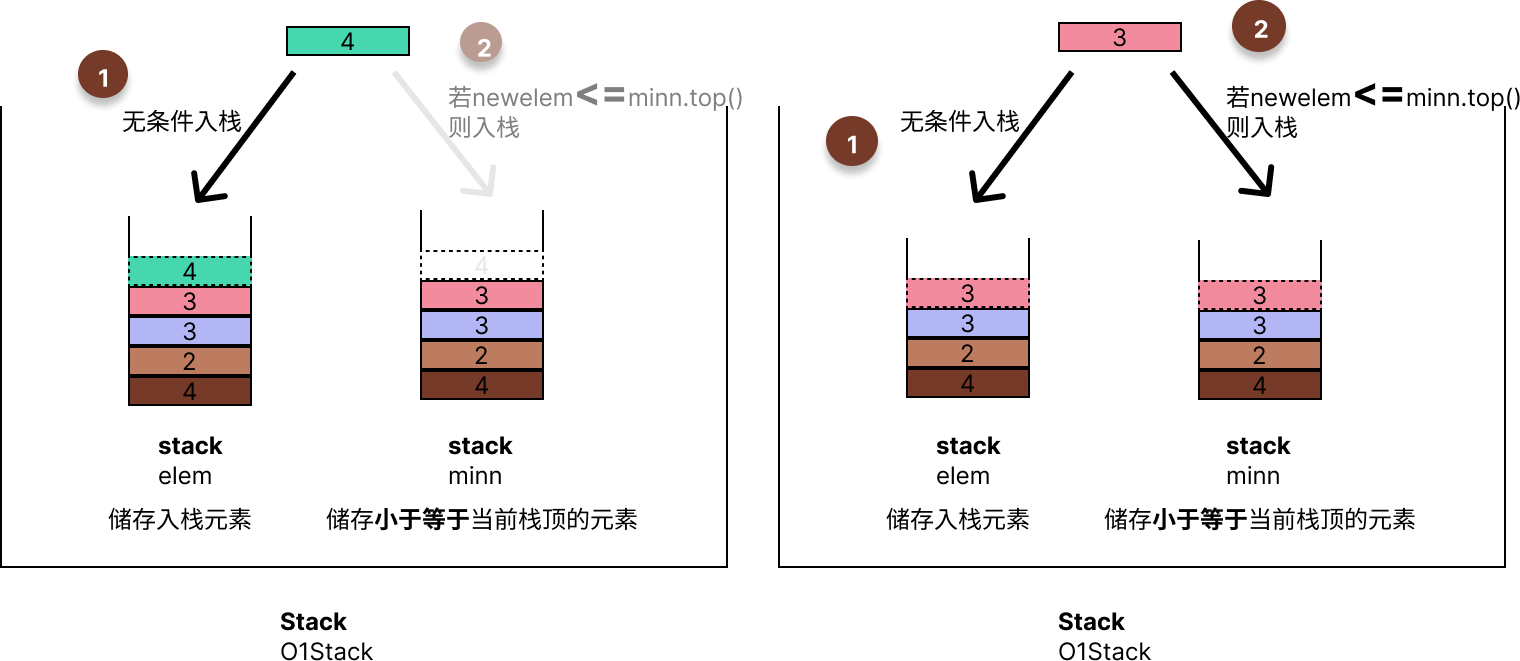 4
1
2
无条件入栈
若newelem<=minn.top()
则入栈
4
3
3
2
4
4
3
3
2
4
stack
elem
储存入栈元素
stack
minn
储存小于等于当前栈顶的元素
Stack
O1Stack
3
2
1
无条件入栈
若newelem<=minn.top()
则入栈
3
3
2
4
3
3
2
4
stack
elem
储存入栈元素
stack
minn
储存小于等于当前栈顶的元素
Stack
O1Stack